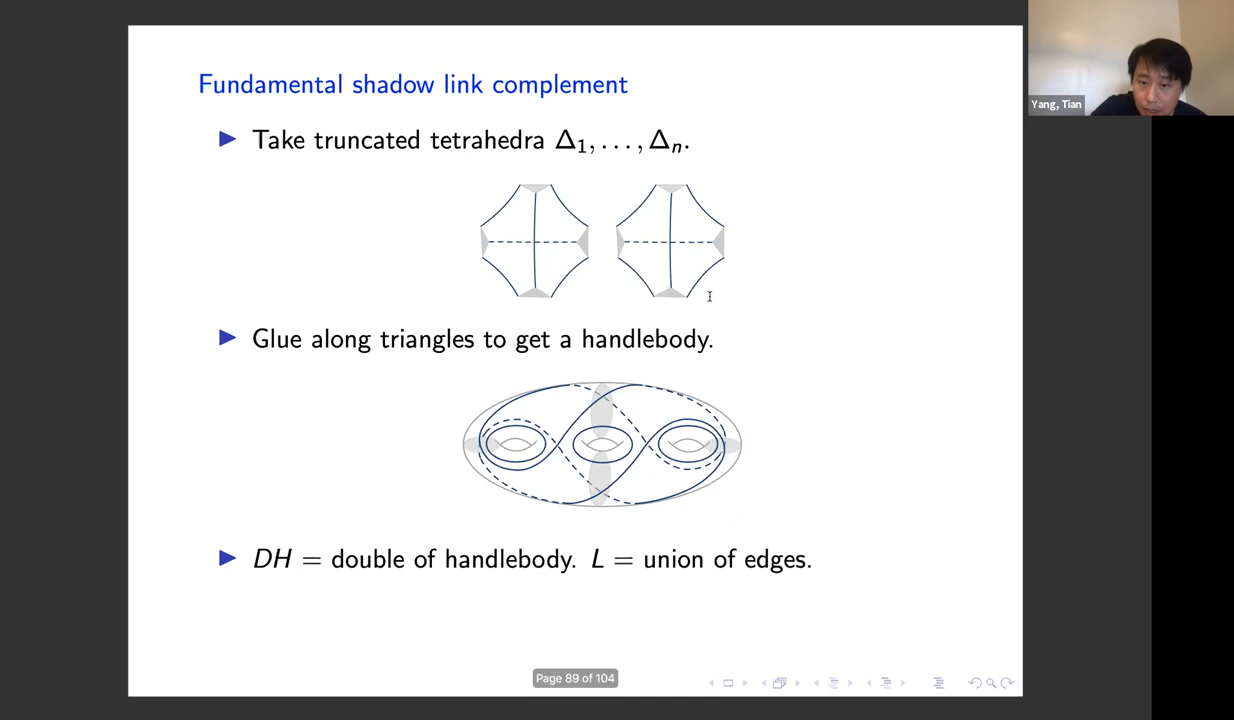 Fundamental shadow link complement
Yang, Tian
▶ Take truncated tetrahedra Δ₁, . . . , Δₙ.
▶ Glue along triangles to get a handlebody.
▶ DH = double of handlebody. L = union of edges.
Page 89 of 104